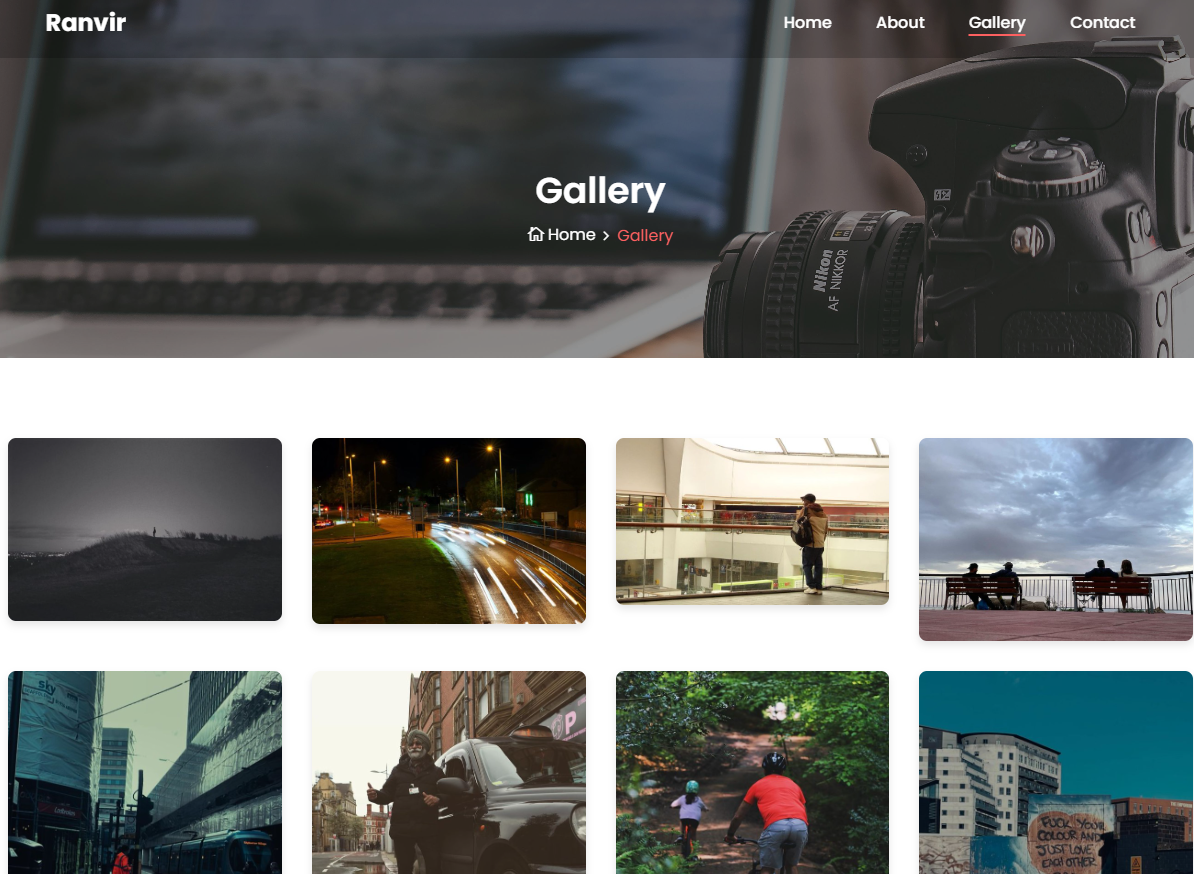 Ranvir
Home About Gallery Contact
Gallery
Home > Gallery
Nikon
AF NIKKOR
sky
P
FUCK YOUR
COLOUR AND
JUST LOVE
EACH OTHER